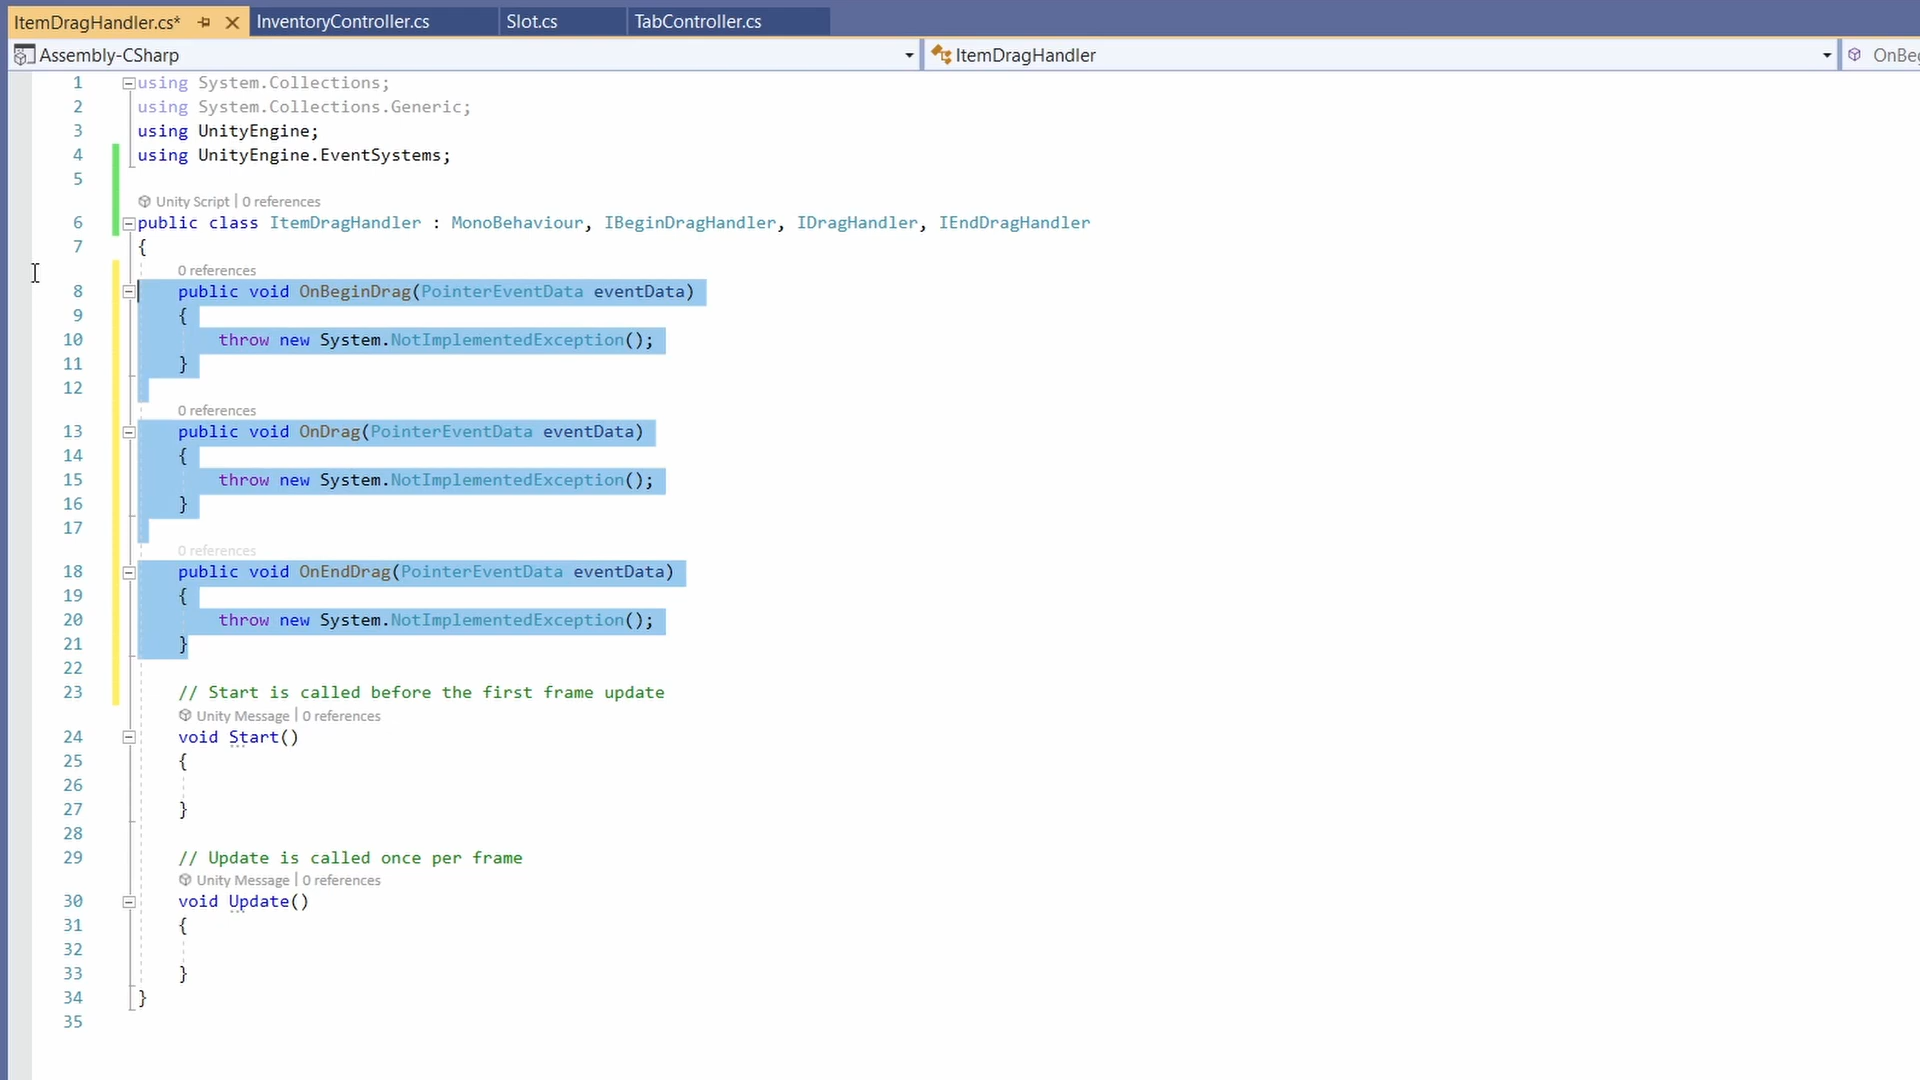 ItemDragHandler.cs* InventoryController.cs Slot.cs TabController.cs
Assembly-CSharp ItemDragHandler OnBeg
1 using System.Collections;
2 using System.Collections.Generic;
3 using UnityEngine;
4 using UnityEngine.EventSystems;
5
Unity Script | 0 references
6 public class ItemDragHandler : MonoBehaviour, IBeginDragHandler, IDragHandler, IEndDragHandler
7 {
0 references
8 public void OnBeginDrag(PointerEventData eventData)
9 {
10 throw new System.NotImplementedException();
11 }
12
0 references
13 public void OnDrag(PointerEventData eventData)
14 {
15 throw new System.NotImplementedException();
16 }
17
0 references
18 public void OnEndDrag(PointerEventData eventData)
19 {
20 throw new System.NotImplementedException();
21 }
22
23 // Start is called before the first frame update
Unity Message | 0 references
24 void Start()
25 {
26
27 }
28
29 // Update is called once per frame
Unity Message | 0 references
30 void Update()
31 {
32
33 }
34 }
35